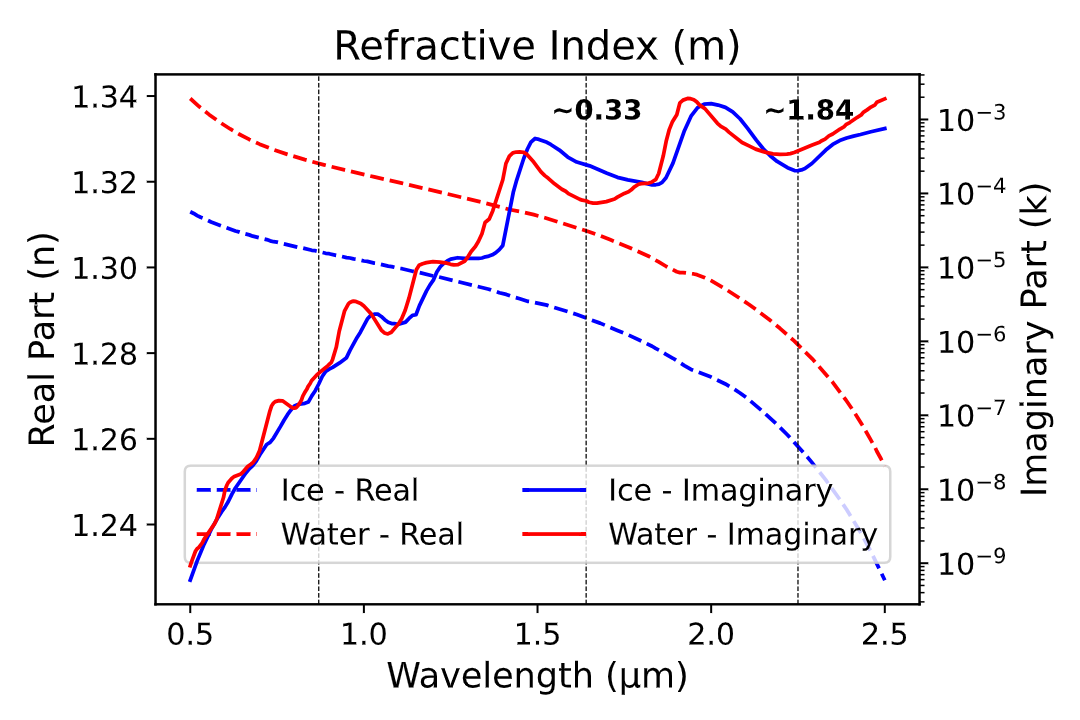 Refractive Index (m)
~0.33
~1.84
Real Part (n)
1.34
1.32
1.30
1.28
1.26
1.24
Imaginary Part (k)
10⁻³
10⁻⁴
10⁻⁵
10⁻⁶
10⁻⁷
10⁻⁸
10⁻⁹
Ice - Real
Water - Real
Ice - Imaginary
Water - Imaginary
0.5 1.0 1.5 2.0 2.5
Wavelength (μm)